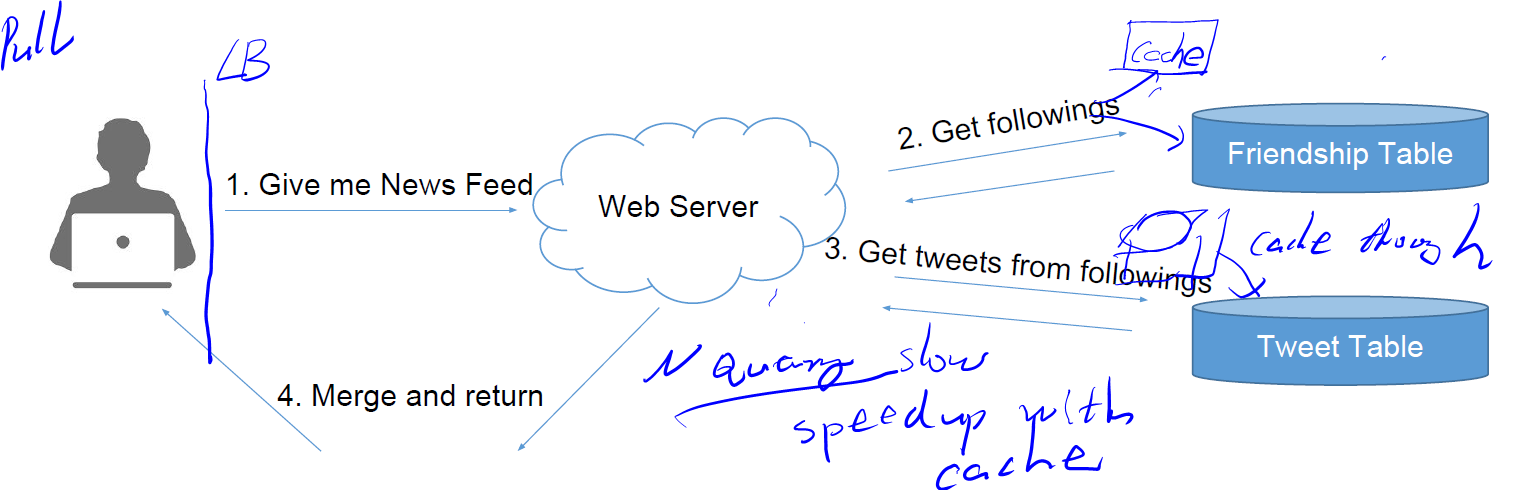 Pull
LB
cache
2. Get followings
Friendship Table
1. Give me News Feed
Web Server
cache through
3. Get tweets from followings
Tweet Table
N slow
speedup with
cache
4. Merge and return